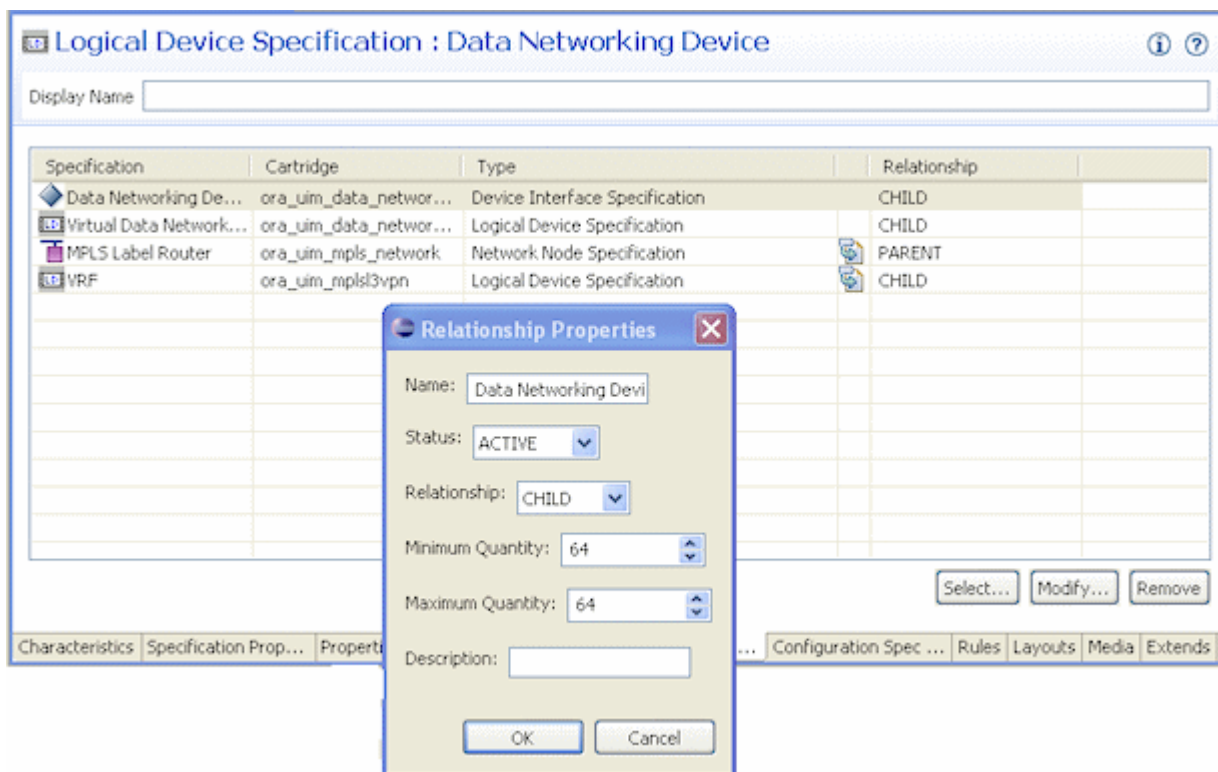 Logical Device Specification : Data Networking Device
Display Name
Specification Cartridge Type Relationship
Data Networking De... ora_uim_data_networ... Device Interface Specification CHILD
Virtual Data Network... ora_uim_data_networ... Logical Device Specification CHILD
MPLS Label Router ora_uim_mpls_network Network Node Specification PARENT
VRF ora_uim_mplsl3vpn Logical Device Specification CHILD
Relationship Properties
Name: Data Networking Devi
Status: ACTIVE
Relationship: CHILD
Minimum Quantity: 64
Maximum Quantity: 64
Description:
OK Cancel
Select... Modify... Remove
Characteristics Specification Prop... Properti ... Configuration Spec ... Rules Layouts Media Extends